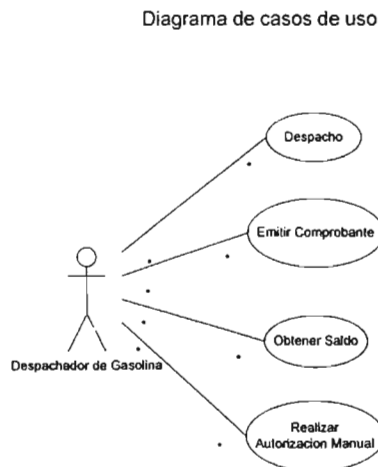 Diagrama de casos de uso
Despacho
Emitir Comprobante
Obtener Saldo
Despachador de Gasolina
Realizar
Autorizacion Manual